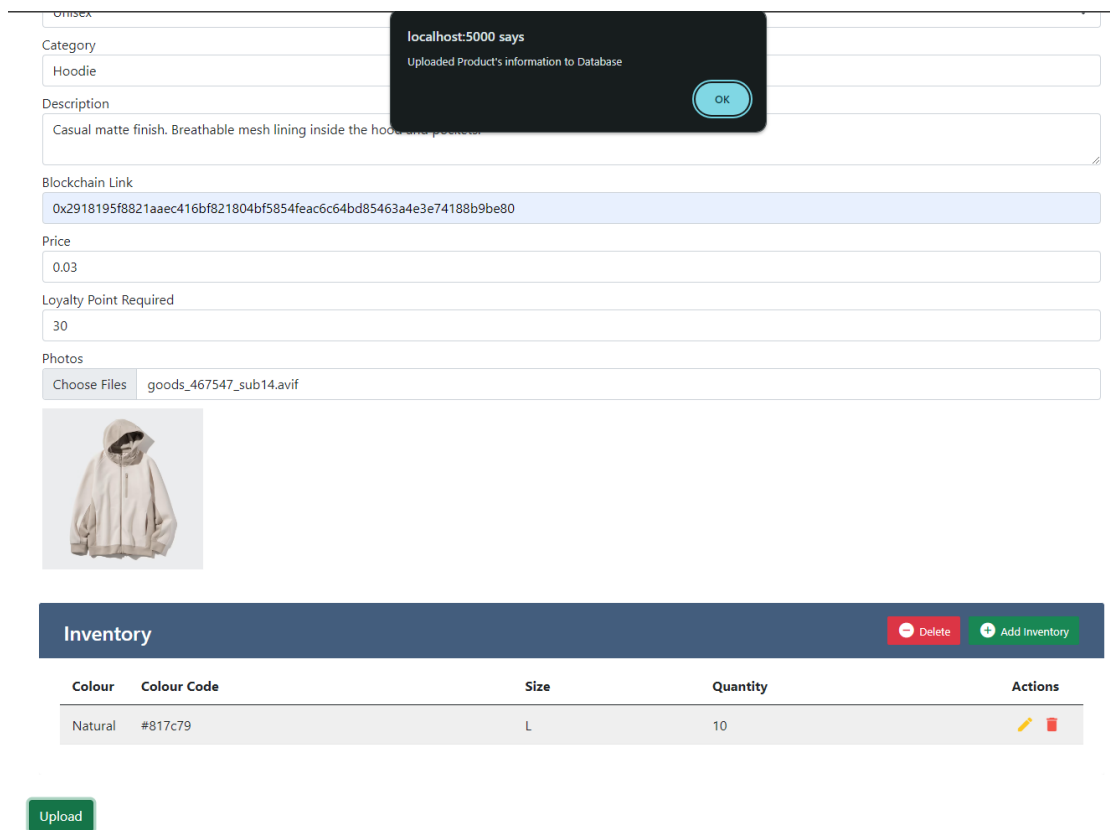 Unisex
localhost:5000 says
Uploaded Product's information to Database
OK
Category
Hoodie
Description
Casual matte finish. Breathable mesh lining inside the hood and pockets.
Blockchain Link
0x2918195f8821aaec416bf821804bf5854feac6c64bd85463a4e3e74188b9be80
Price
0.03
Loyalty Point Required
30
Photos
Choose Files goods_467547_sub14.avif
Inventory Delete Add Inventory
Colour Colour Code Size Quantity Actions
Natural #817c79 L 10
Upload